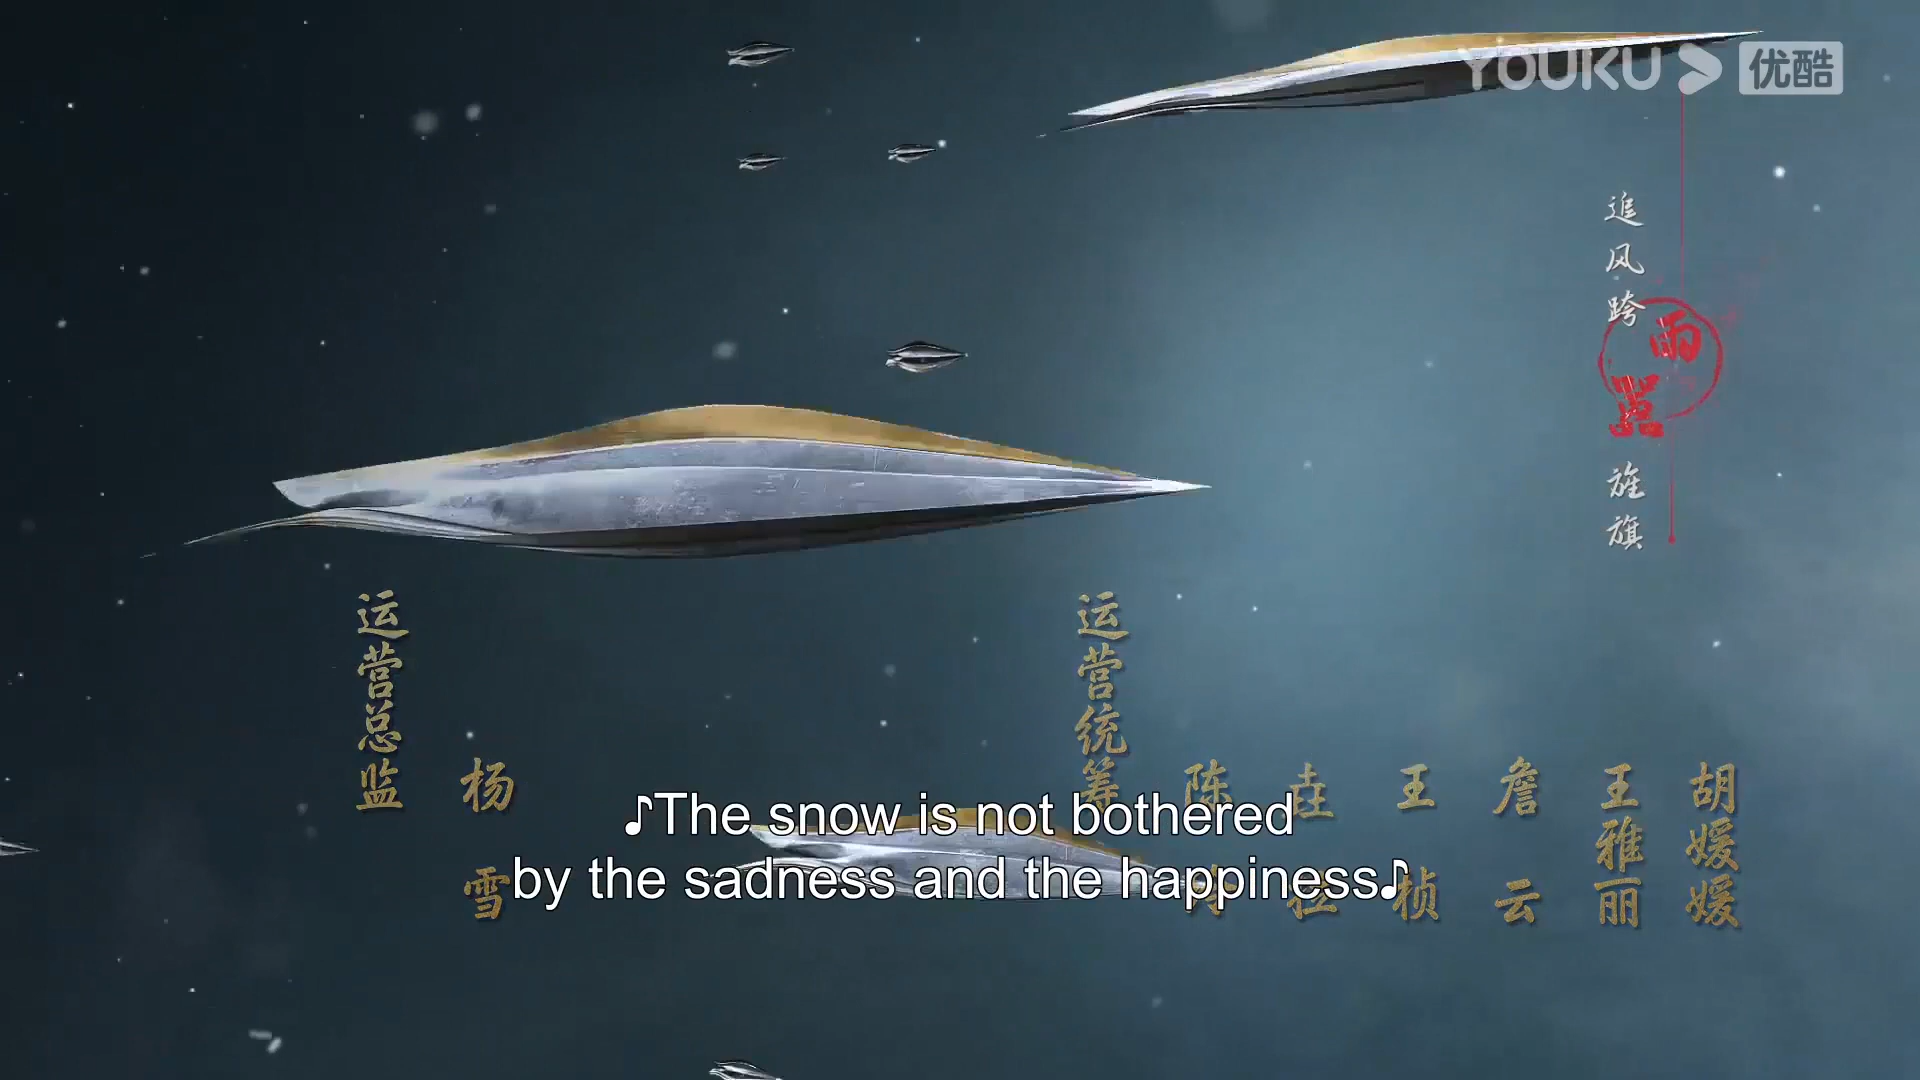 YOUKU 优酷
追风跨雨 踏旌旗
运营总监
杨雪
运营统筹
陈
垚
王桢
詹云
王雅丽
胡媛媛
♪The snow is not bothered
by the sadness and the happiness♪